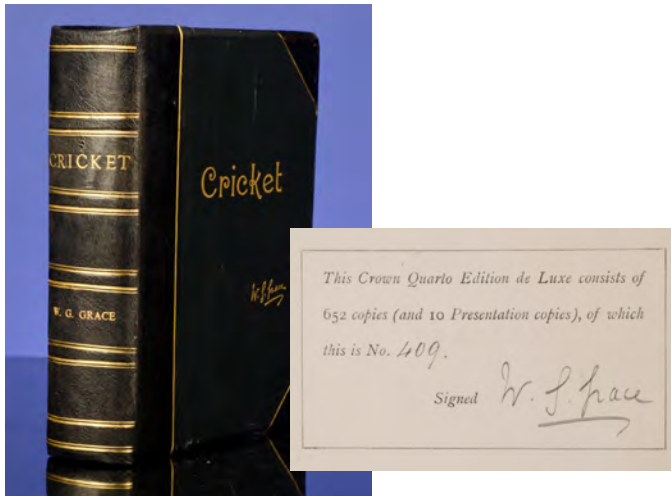 CRICKET
W. G. GRACE
Cricket
W. G. Grace
This Crown Quarto Edition de Luxe consists of
652 copies (and 10 Presentation copies), of which
this is No. 409.
Signed W. G. Grace